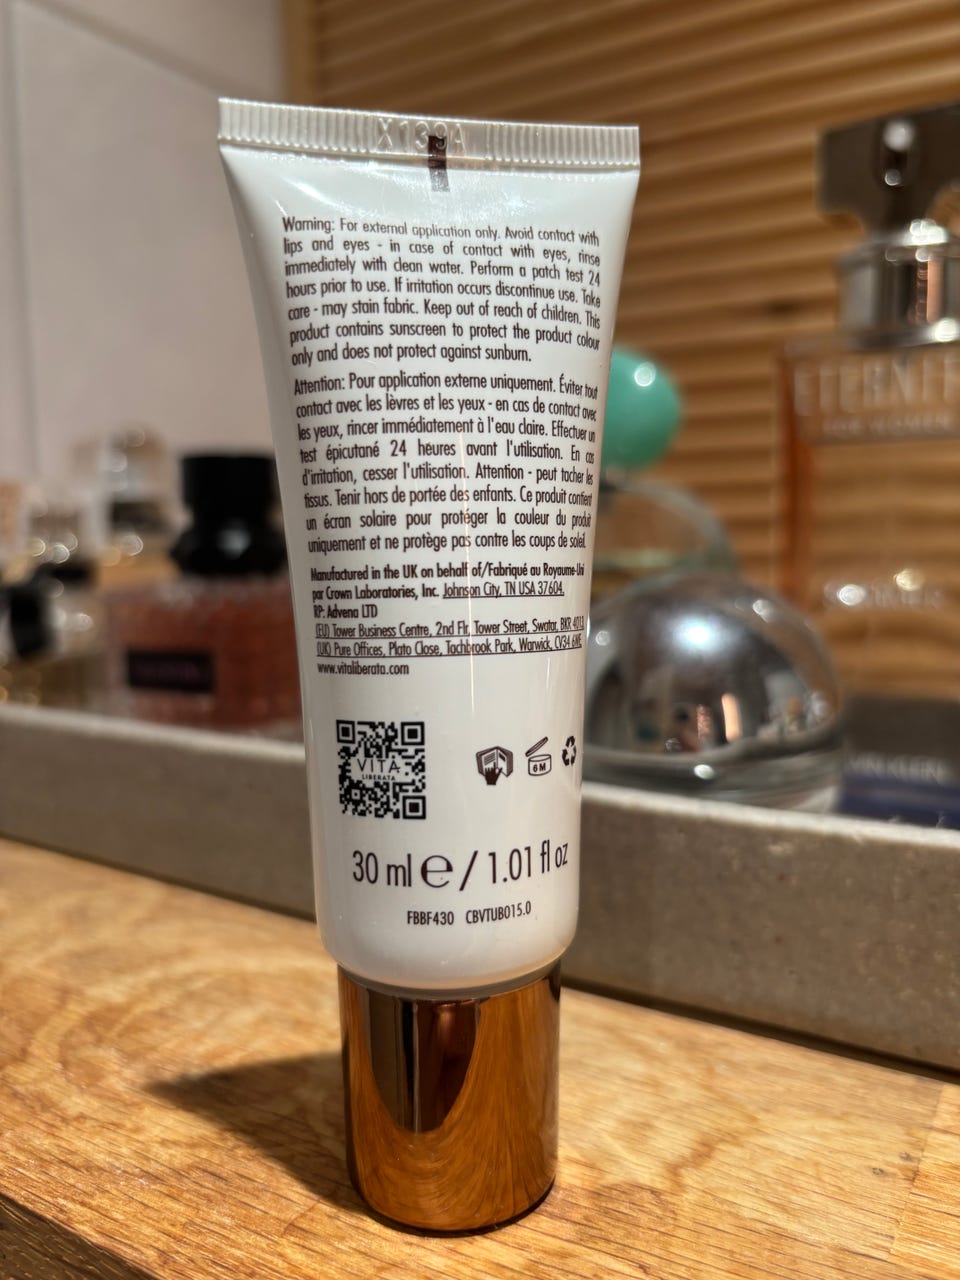 X139A
Warning: For external application only. Avoid contact with
lips and eyes - in case of contact with eyes, rinse
immediately with clean water. Perform a patch test 24
hours prior to use. If irritation occurs discontinue use. Take
care - may stain fabric. Keep out of reach of children. This
product contains sunscreen to protect the product colour
only and does not protect against sunburn.
Attention: Pour application externe uniquement. Éviter tout
contact avec les lèvres et les yeux - en cas de contact avec
les yeux, rincer immédiatement à l'eau claire. Effectuer un
test épicutané 24 heures avant l'utilisation. En cas
d'irritation, cesser l'utilisation. Attention - peut tacher les
tissus. Tenir hors de portée des enfants. Ce produit contient
un écran solaire pour protéger la couleur du produit
uniquement et ne protège pas contre les coups de soleil.
Manufactured in the UK on behalf of/Fabriqué au Royaume-Uni
par Crown Laboratories, Inc. Johnson City, TN USA 37604.
RP: Advena LTD
(EU) Tower Business Centre, 2nd Flr, Tower Street, Swatar, BKR 4013
(UK) Pure Offices, Plato Close, Tachbrook Park, Warwick, CV34 6WE
www.vitaliberata.com
VITA
LIBERATA
6M
30 ml e / 1.01 fl oz
FBBF430 CBVTUB015.0
ETERNIT
FOR WOMEN
VIN KLEIN